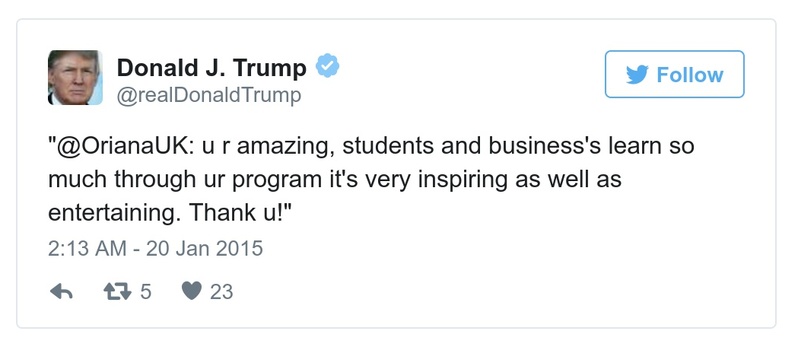 Donald J. Trump
@realDonaldTrump
Follow
"@OrianaUK: u r amazing, students and business's learn so
much through ur program it's very inspiring as well as
entertaining. Thank u!"
2:13 AM - 20 Jan 2015
5 23